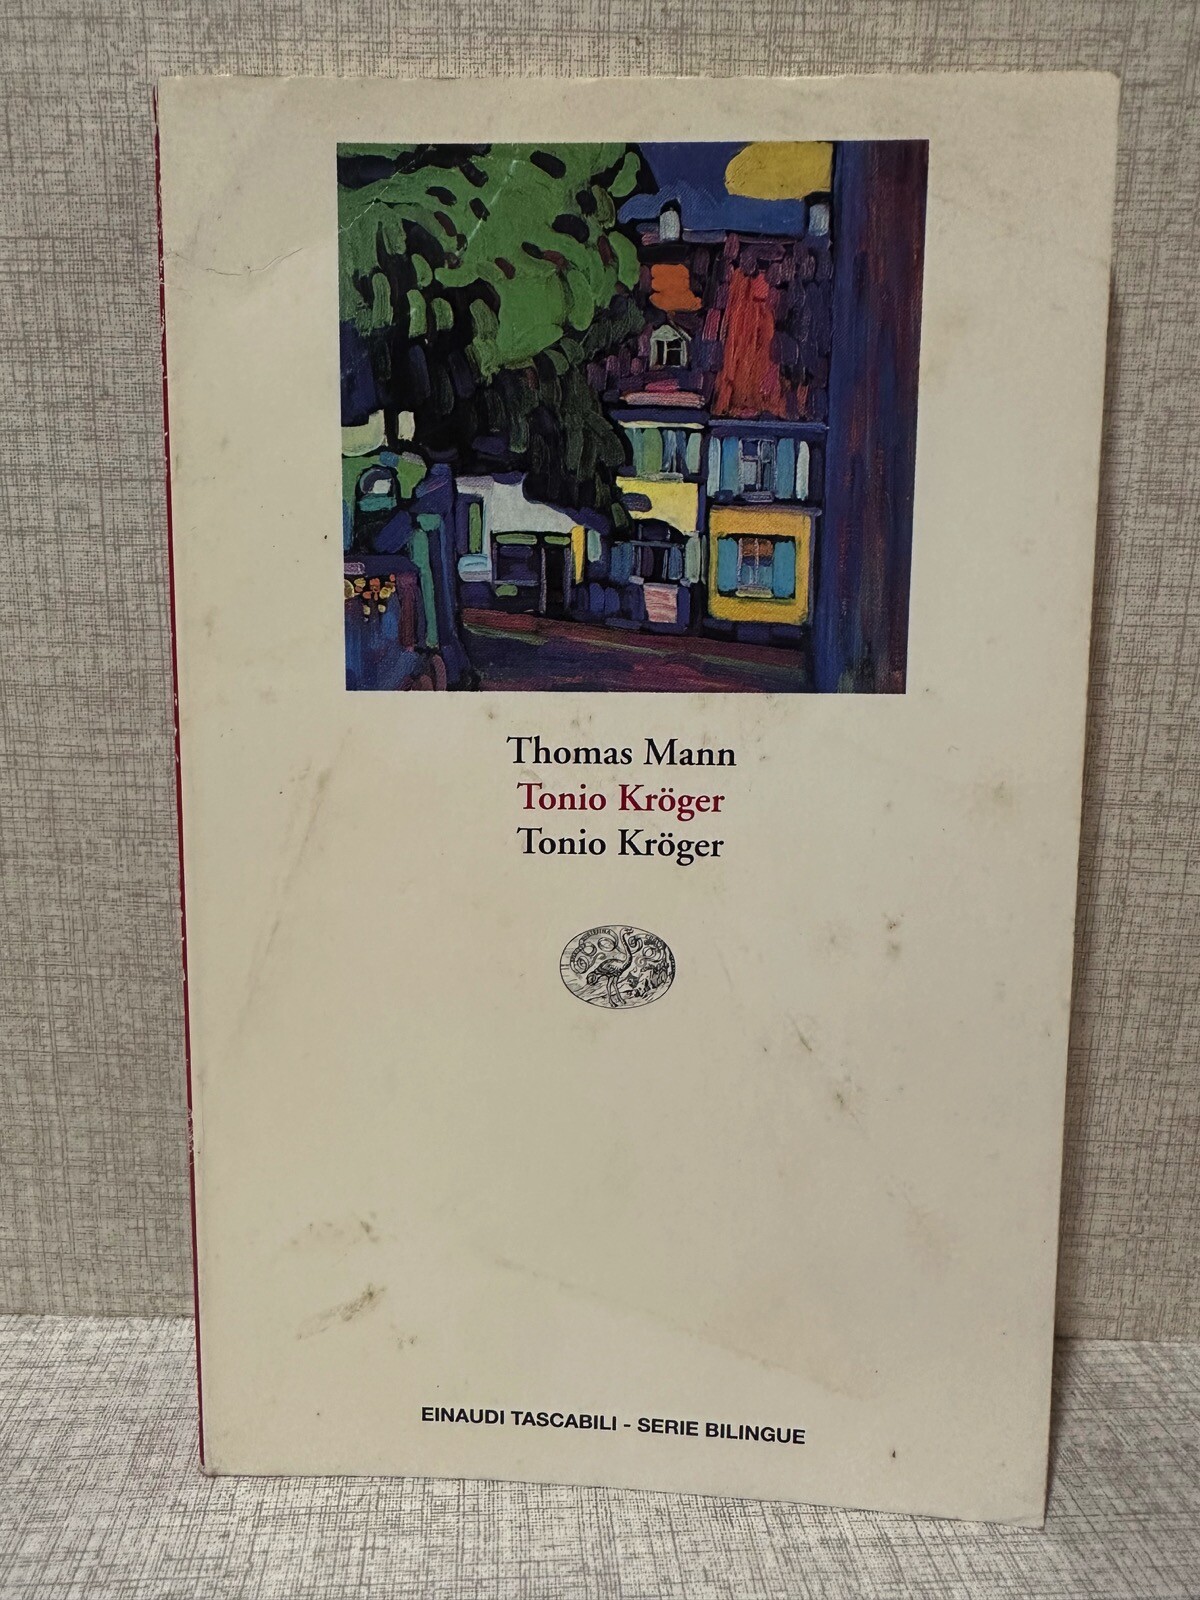 Thomas Mann
Tonio Kröger
Tonio Kröger
EINAUDI TASCABILI - SERIE BILINGUE